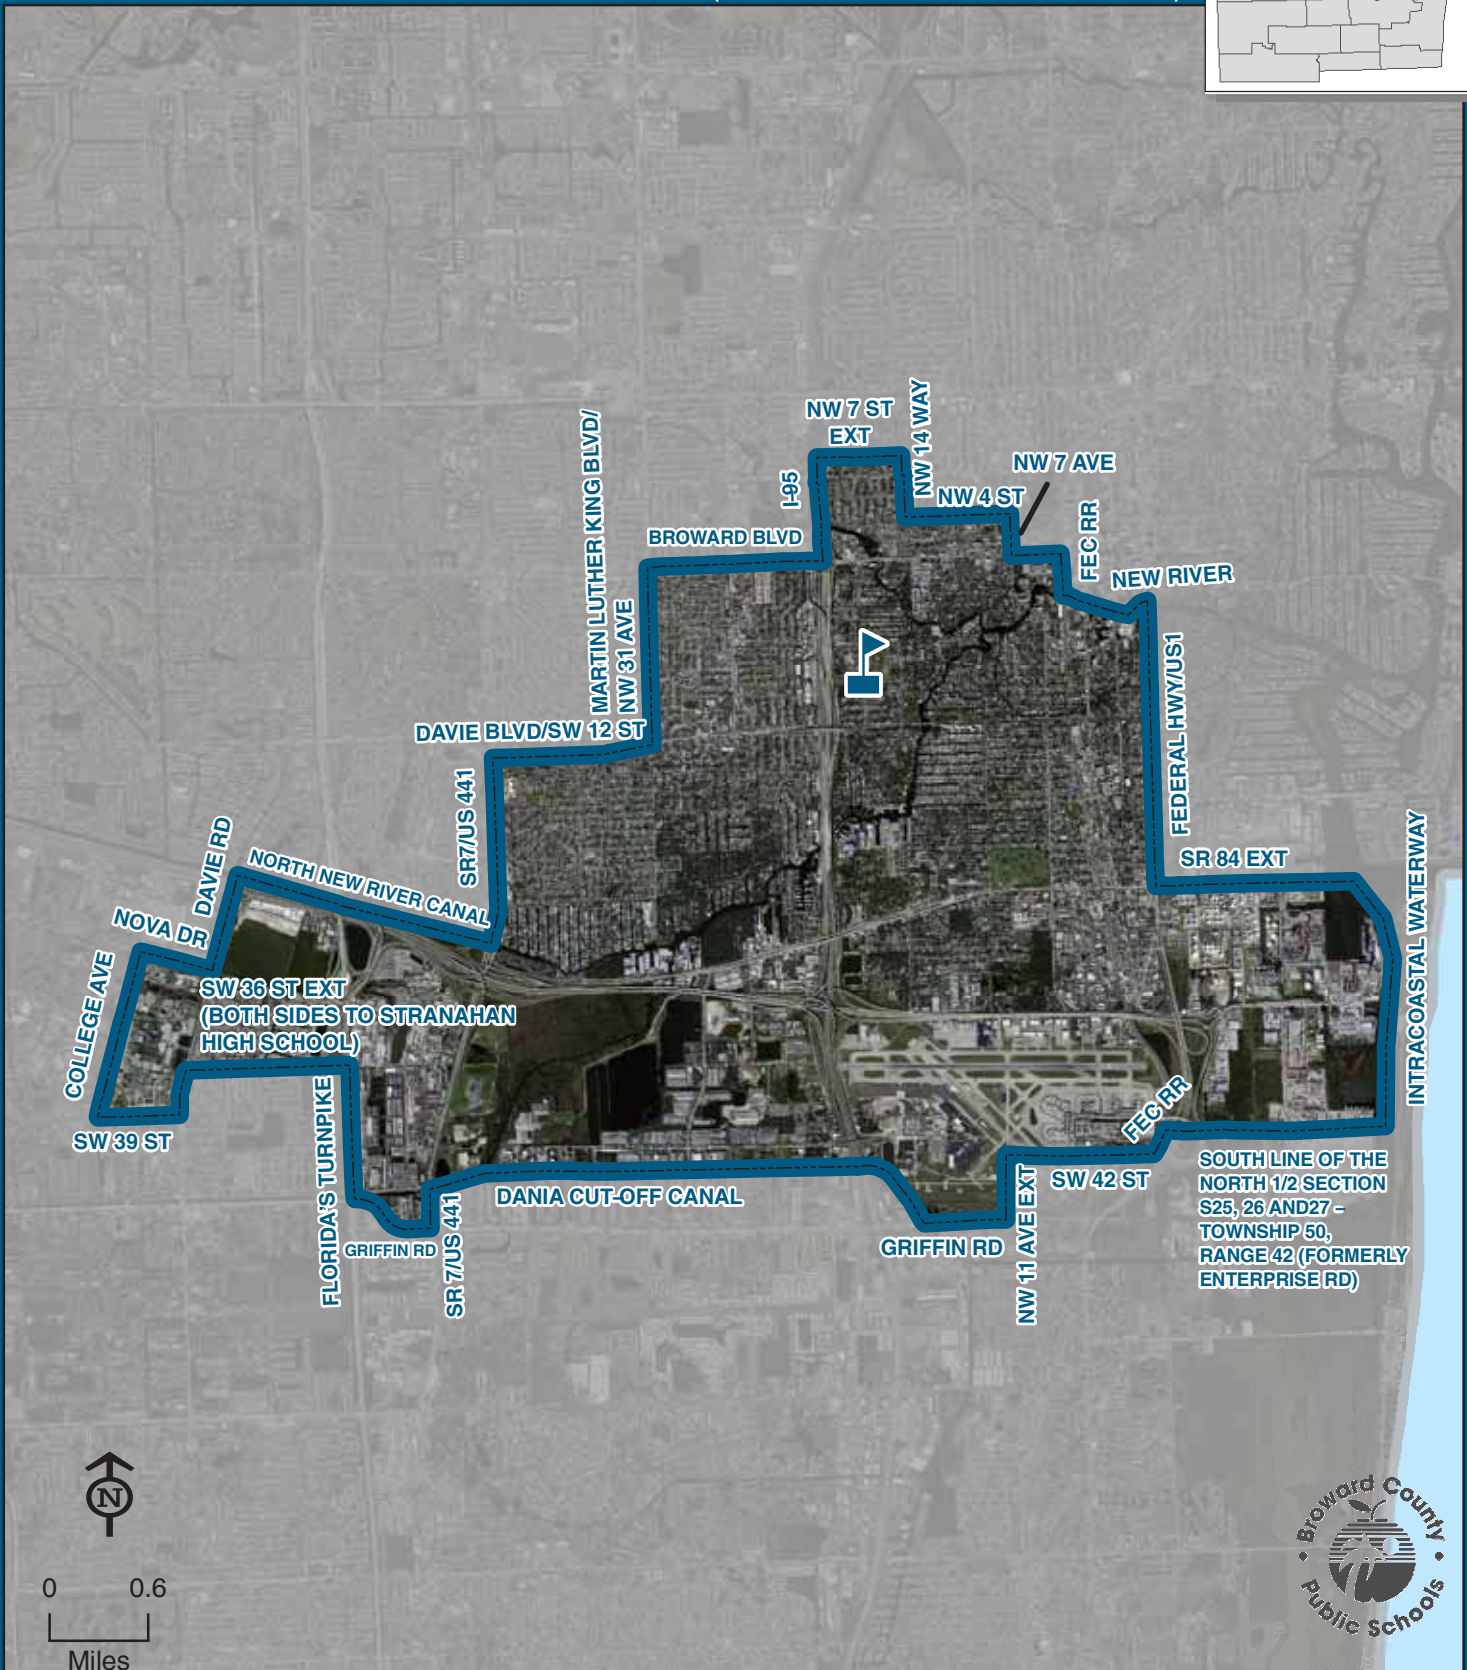 NW 7 ST
EXT
NW 14 WAY
I-95
NW 7 AVE
NW 4 ST
FEC RR
BROWARD BLVD
NEW RIVER
MARTIN LUTHER KING BLVD/
NW 31 AVE
DAVIE BLVD/SW 12 ST
FEDERAL HWY/US1
SR7/US 441
SR 84 EXT
INTRACOASTAL WATERWAY
DAVIE RD
NORTH NEW RIVER CANAL
NOVA DR
COLLEGE AVE
SW 36 ST EXT
(BOTH SIDES TO STRANAHAN
HIGH SCHOOL)
SW 39 ST
FLORIDA'S TURNPIKE
GRIFFIN RD
SR 7/US 441
DANIA CUT-OFF CANAL
GRIFFIN RD
NW 11 AVE EXT
SW 42 ST
FEC RR
SOUTH LINE OF THE
NORTH 1/2 SECTION
S25, 26 AND27 –
TOWNSHIP 50,
RANGE 42 (FORMERLY
ENTERPRISE RD)
N
0 0.6
Miles
Broward County
Public Schools